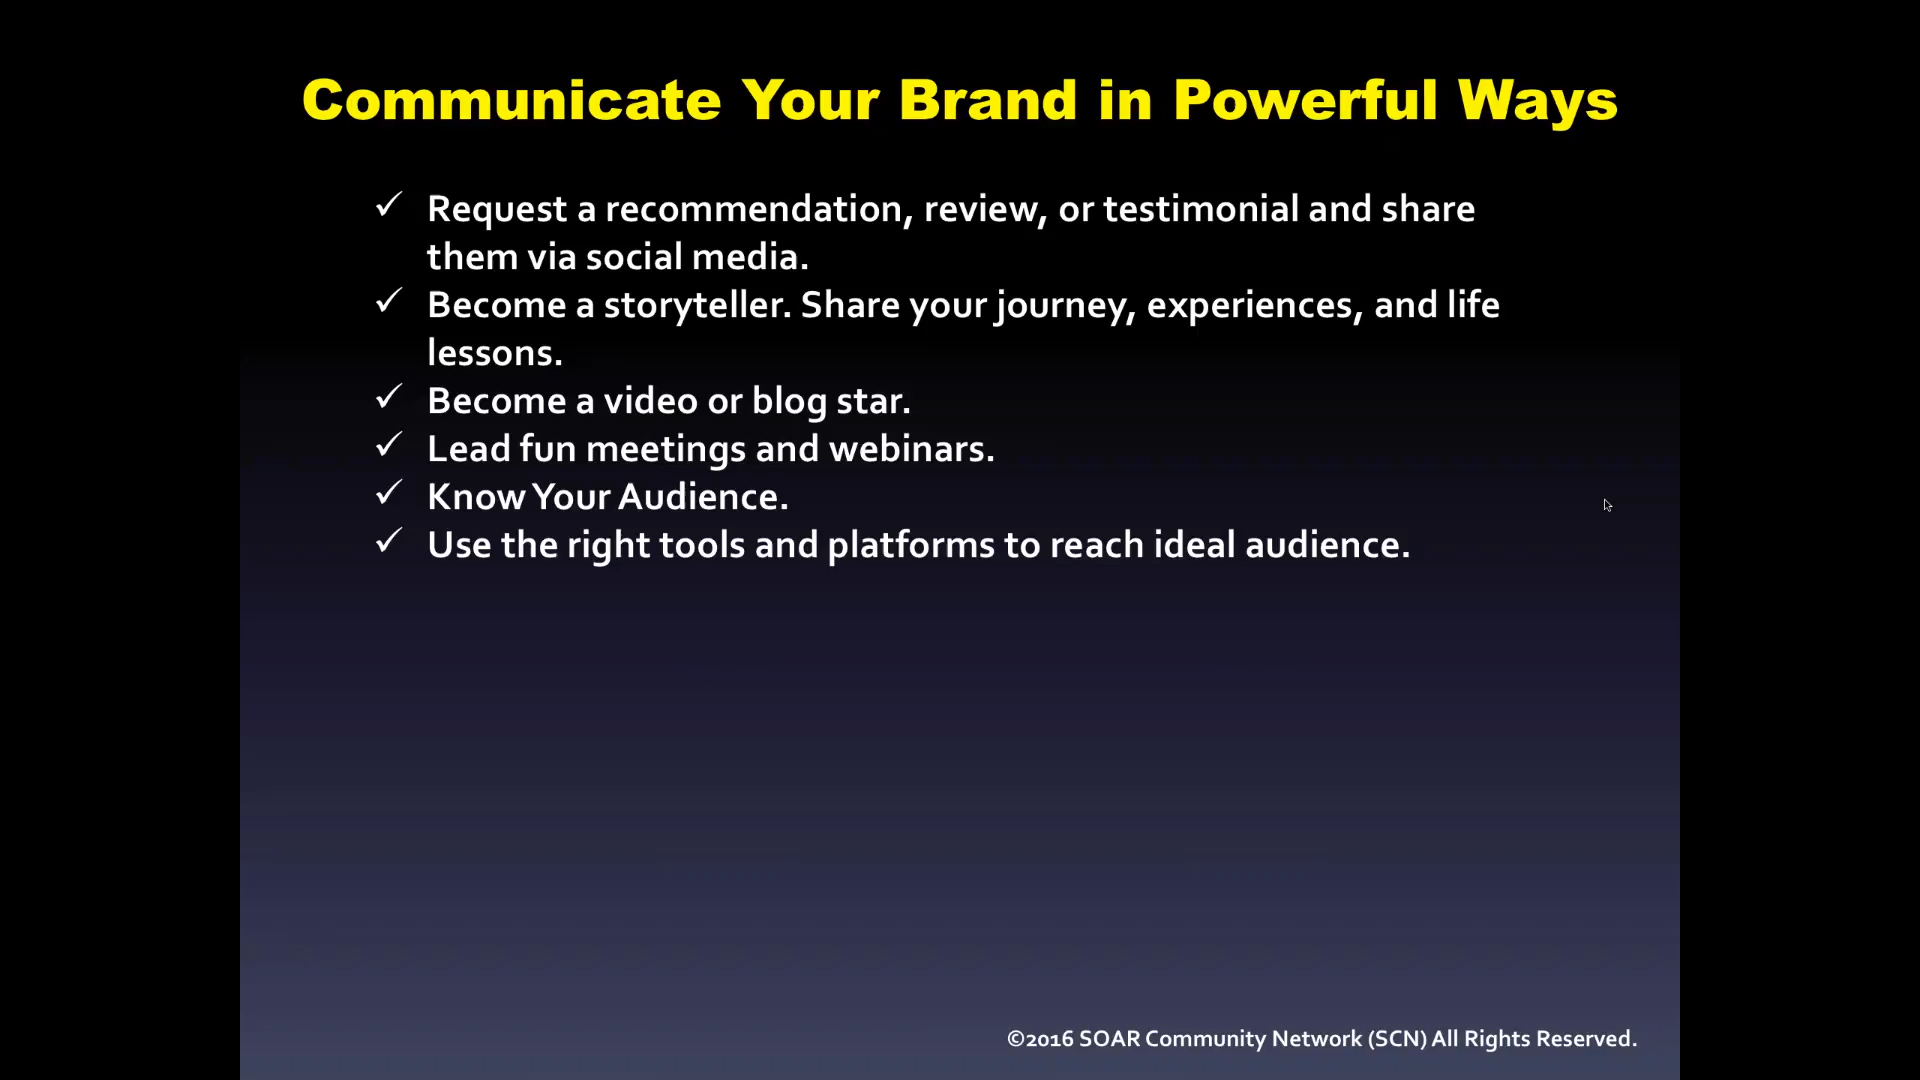 Communicate Your Brand in Powerful Ways
✓ Request a recommendation, review, or testimonial and share
them via social media.
✓ Become a storyteller. Share your journey, experiences, and life
lessons.
✓ Become a video or blog star.
✓ Lead fun meetings and webinars.
✓ Know Your Audience.
✓ Use the right tools and platforms to reach ideal audience.
©2016 SOAR Community Network (SCN) All Rights Reserved.